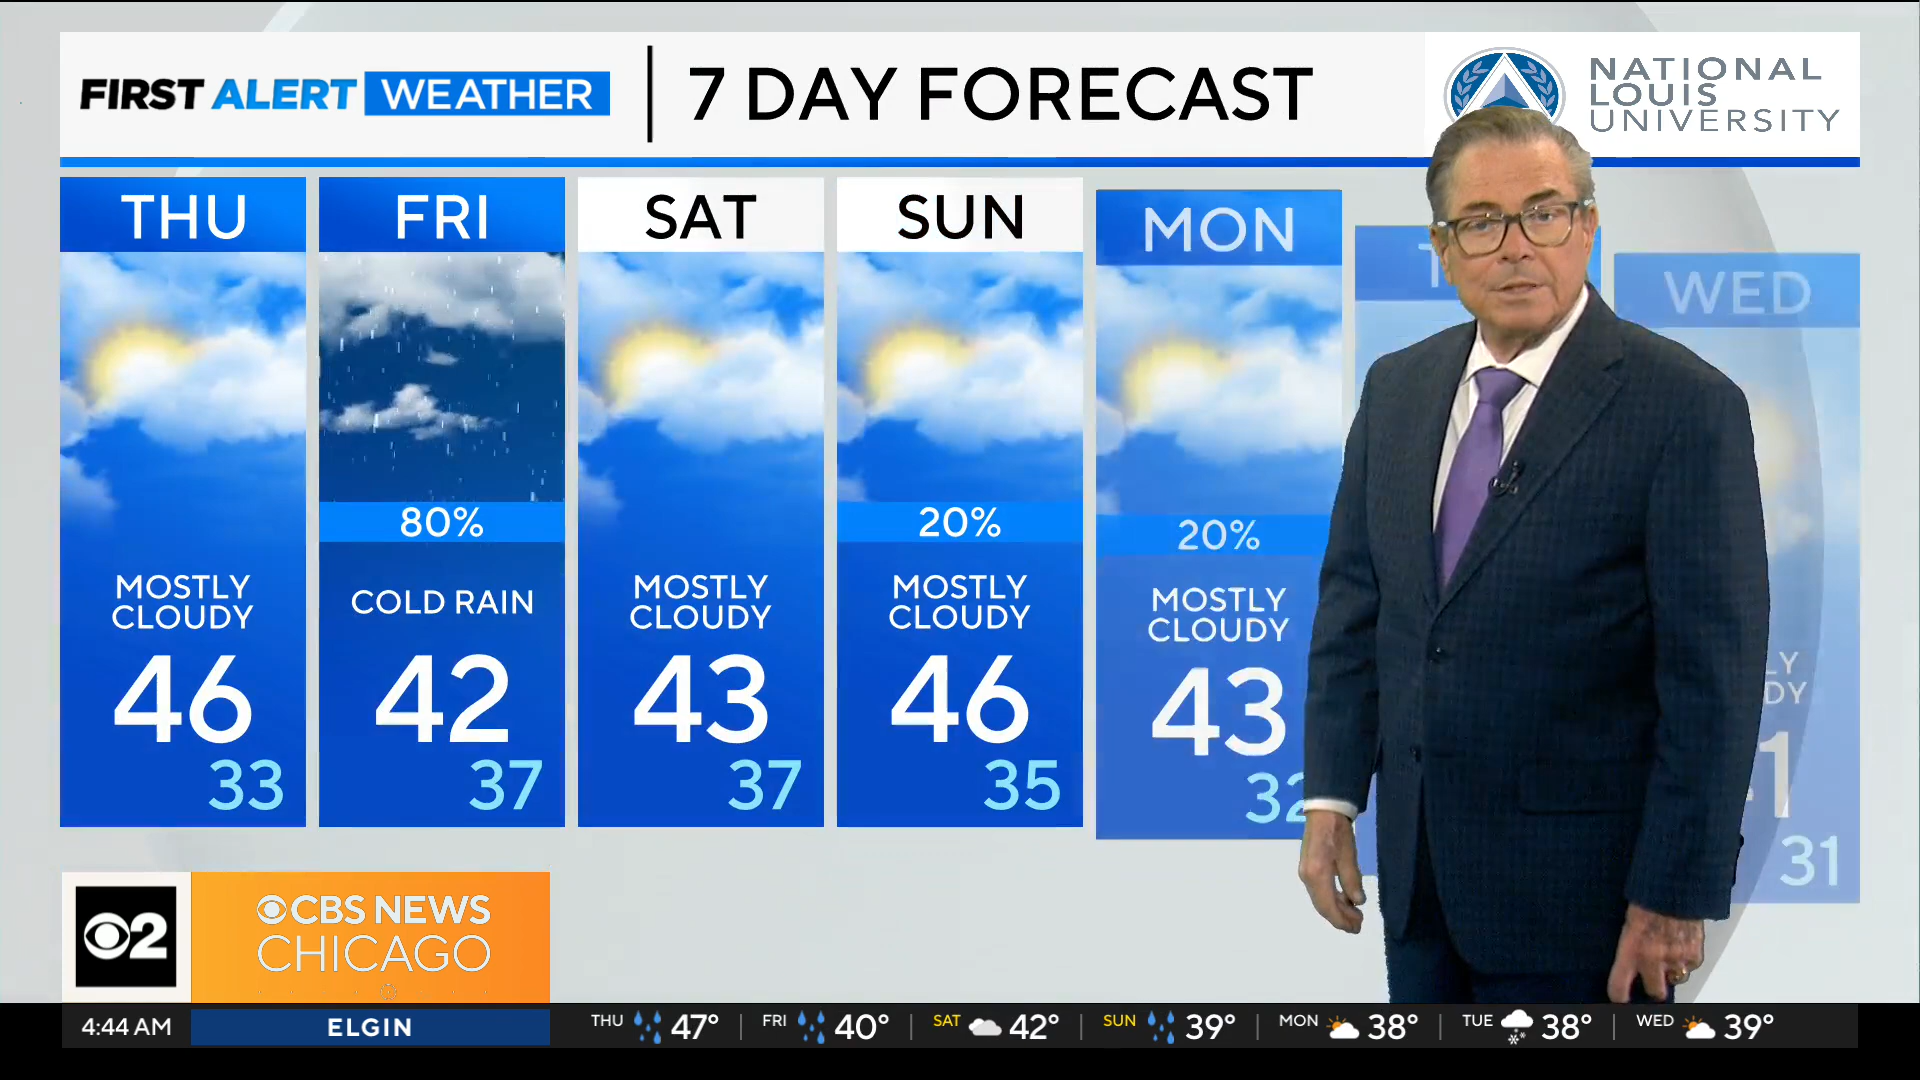 FIRST ALERT WEATHER
7 DAY FORECAST
NATIONAL
LOUIS
UNIVERSITY
THU
MOSTLY
CLOUDY
46
33
FRI
80%
COLD RAIN
42
37
SAT
MOSTLY
CLOUDY
43
37
SUN
20%
MOSTLY
CLOUDY
46
35
MON
20%
MOSTLY
CLOUDY
43
32
WED
31
2
CBS NEWS
CHICAGO
4:44 AM
ELGIN
THU 47° | FRI 40° | SAT 42° | SUN 39° | MON 38° | TUE 38° | WED 39°